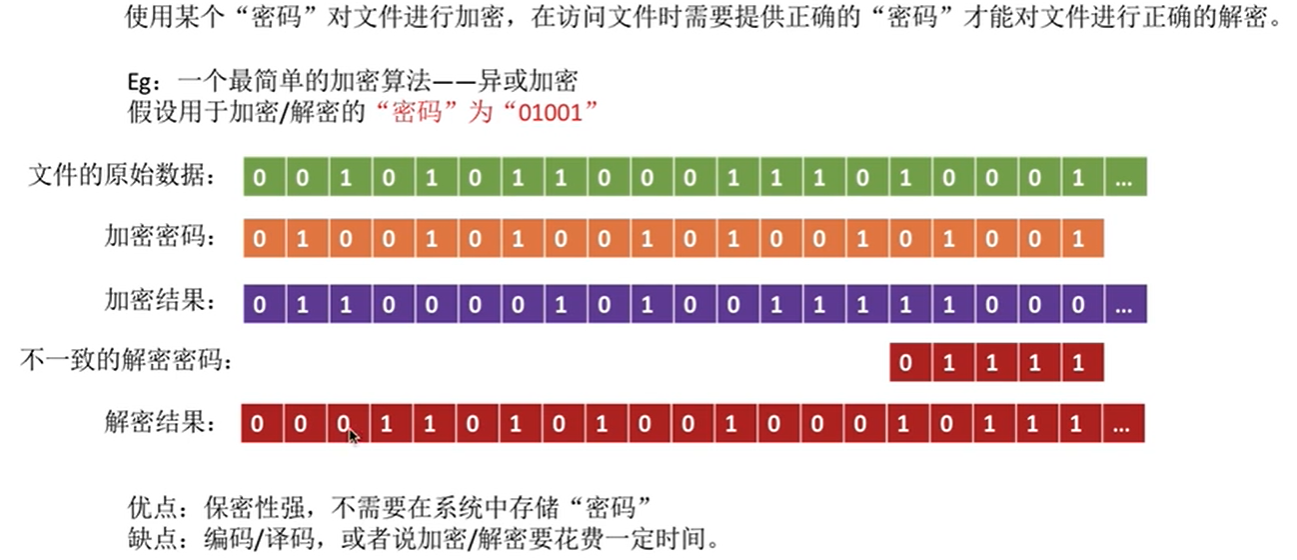 使用某个“密码”对文件进行加密，在访问文件时需要提供正确的“密码”才能对文件进行正确的解密。
Eg：一个最简单的加密算法——异或加密
假设用于加密/解密的“密码”为“01001”
文件的原始数据： 0 0 1 0 1 0 1 1 0 0 0 1 1 1 0 1 0 0 0 1 ...
加密密码： 0 1 0 0 1 0 1 0 0 1 0 1 0 0 1 0 1 0 0 1
加密结果： 0 1 1 0 0 0 0 1 0 1 0 0 1 1 1 1 1 0 0 0 ...
不一致的解密密码： 0 1 1 1 1
解密结果： 0 0 0 1 1 0 1 0 1 0 0 1 0 0 0 1 0 1 1 1 ...
优点：保密性强，不需要在系统中存储“密码”
缺点：编码/译码，或者说加密/解密要花费一定时间。